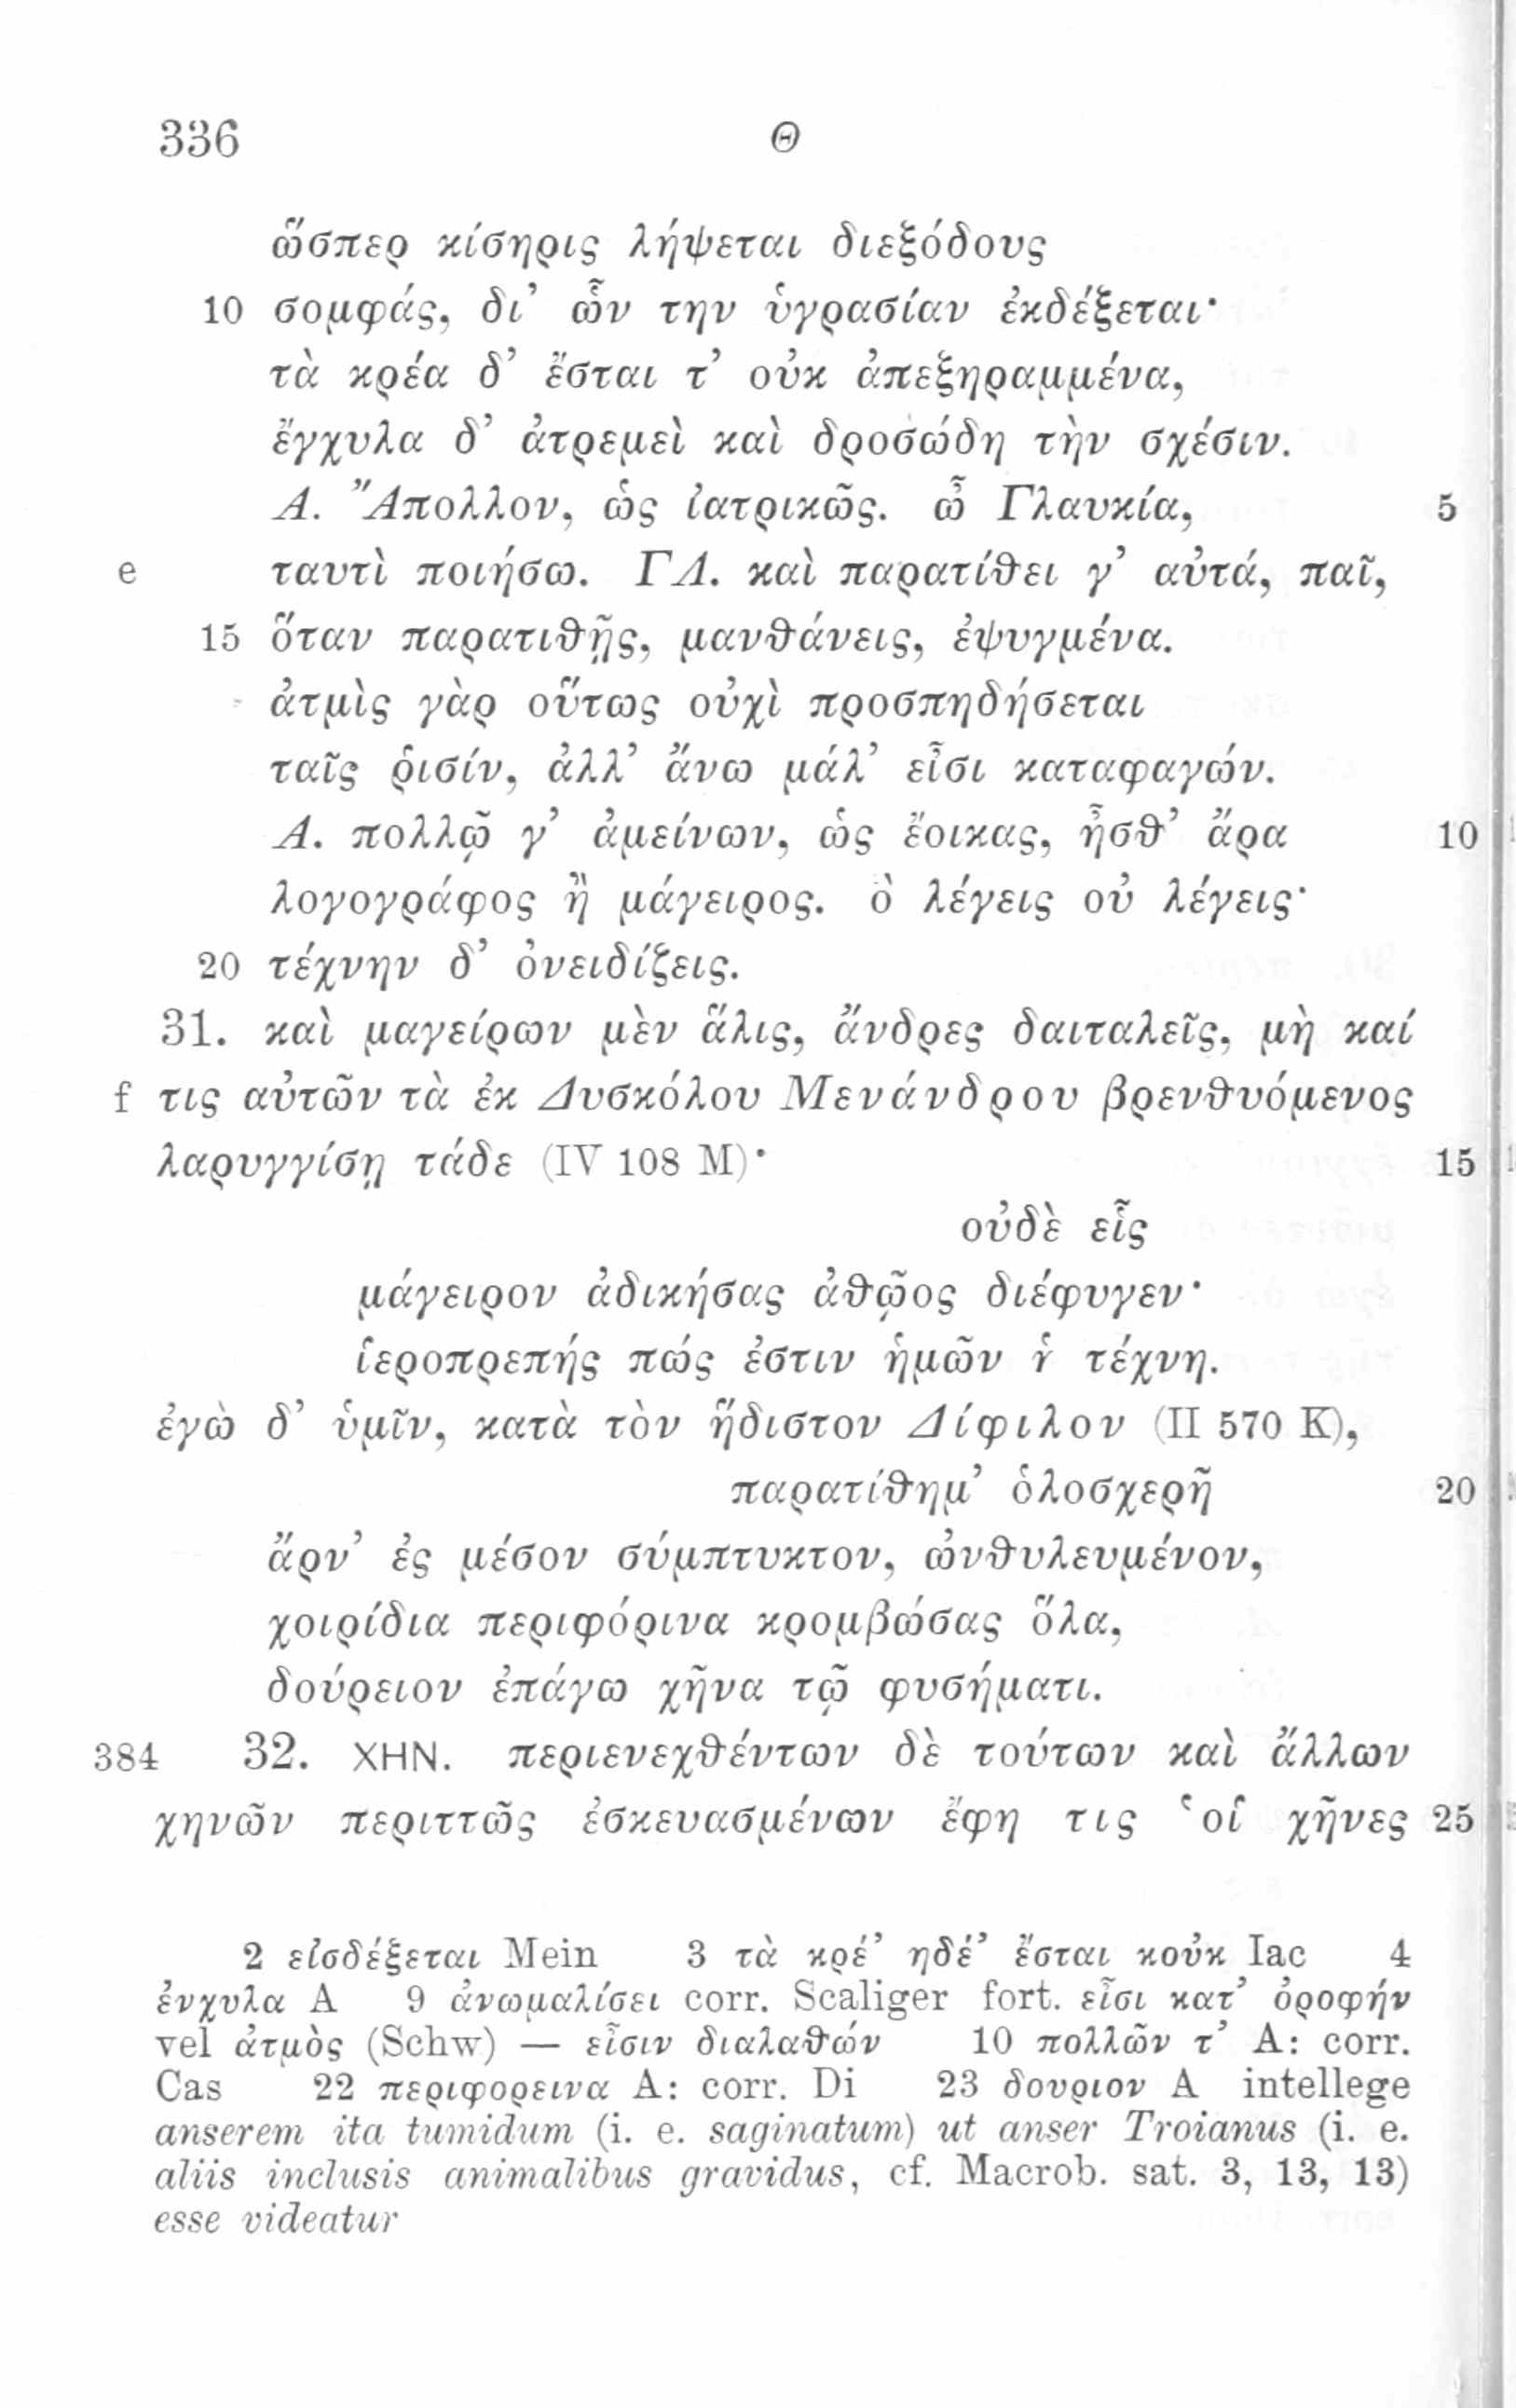 336 Θ
ὥσπερ κίσηρις λήψεται διεξόδους
10 σομφάς, δι᾽ ὧν την ὑγρασίαν ἐκδέξεται·
τὰ κρέα δ᾽ ἔσται τ᾽ οὐκ ἀπεξηραμμένα,
ἔγχυλα δ᾽ ἀτρεμεὶ καὶ δροσώδη τὴν σχέσιν.
Α. Ἄπολλον, ὡς ἰατρικῶς. ὦ Γλαυκία, 5
e ταυτὶ ποιήσω. ΓΛ. καὶ παρατίθει γ᾽ αὐτά, παῖ,
15 ὅταν παρατιθῇς, μανθάνεις, ἐψυγμένα.
ἀτμὶς γὰρ οὕτως οὐχὶ προσπηδήσεται
ταῖς ῥισίν, ἀλλ᾽ ἄνω μάλ᾽ εἶσι καταφαγών.
Α. πολλῷ γ᾽ ἀμείνων, ὡς ἔοικας, ἦσθ᾽ ἄρα 10
λογογράφος ἢ μάγειρος. ὃ λέγεις οὐ λέγεις·
20 τέχνην δ᾽ ὀνειδίζεις.
31. καὶ μαγείρων μὲν ἅλις, ἄνδρες δαιταλεῖς, μὴ καί
f τις αὐτῶν τὰ ἐκ Δυσκόλου Μενάνδρου βρενθυόμενος
λαρυγγίσῃ τάδε (IV 108 M)· 15
οὐδὲ εἷς
μάγειρον ἀδικήσας ἀθῷος διέφυγεν·
ἱεροπρεπής πώς ἐστιν ἡμῶν ἡ τέχνη.
ἐγὼ δ᾽ ὑμῖν, κατὰ τὸν ἥδιστον Δίφιλον (II 570 K),
παρατίθημ᾽ ὁλοσχερῆ 20
ἄρν᾽ ἐς μέσον σύμπτυκτον, ὠνθυλευμένον,
χοιρίδια περιφόρινα κρομβώσας ὅλα,
δούρειον ἐπάγω χῆνα τῷ φυσήματι.
384 32. ΧΗΝ. περιενεχθέντων δὲ τούτων καὶ ἄλλων
χηνῶν περιττῶς ἐσκευασμένων ἔφη τις ʽοἱ χῆνες 25
2 εἰσδέξεται Mein 3 τὰ κρέ᾽ ηδέ᾽ ἔσται κοὐκ Iac 4
ἐνχυλα A 9 ἀνωμαλίσει corr. Scaliger fort. εἶσι κατ᾽ ὀροφήν
vel ἀτμὸς (Schw) — εἶσιν διαλαθών 10 πολλῶν τ᾽ A: corr.
Cas 22 περιφορεινα A: corr. Di 23 δουριον A intellege
anserem ita tumidum (i. e. saginatum) ut anser Troianus (i. e.
aliis inclusis animalibus gravidus, cf. Macrob. sat. 3, 13, 13)
esse videatur